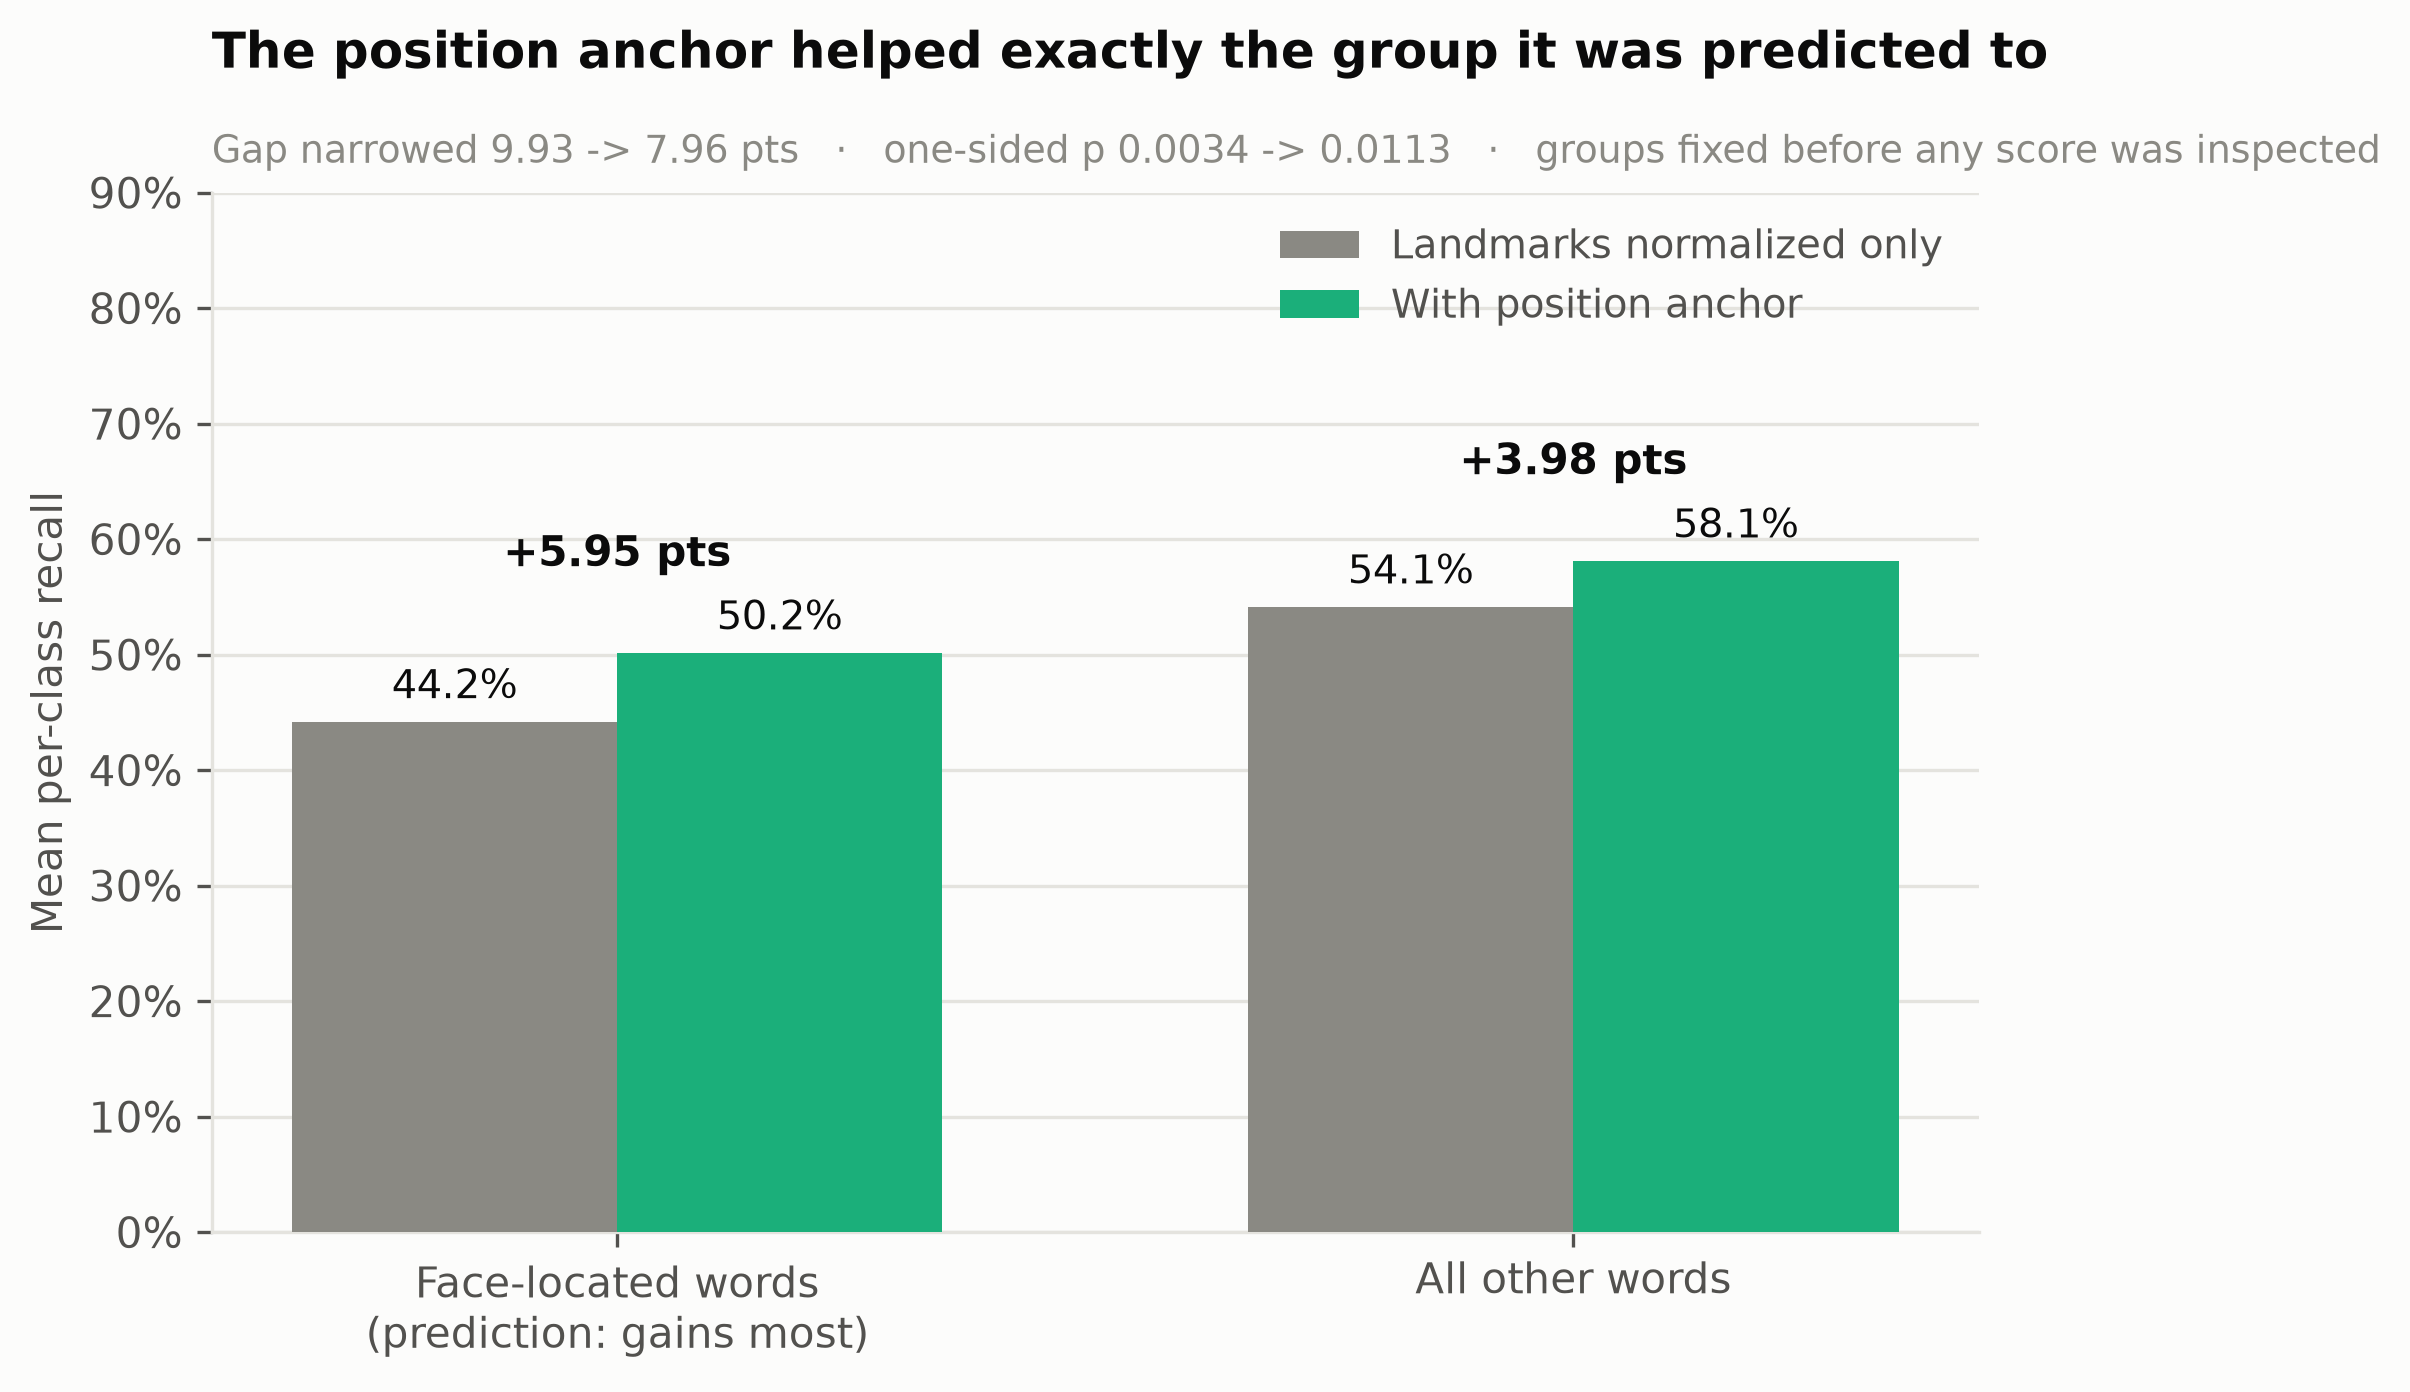 The position anchor helped exactly the group it was predicted to
Gap narrowed 9.93 -> 7.96 pts · one-sided p 0.0034 -> 0.0113 · groups fixed before any score was inspected
90%
80%
70%
60%
50%
40%
30%
20%
10%
0%
Mean per-class recall
Landmarks normalized only
With position anchor
+5.95 pts
44.2%
50.2%
+3.98 pts
54.1%
58.1%
Face-located words
(prediction: gains most)
All other words